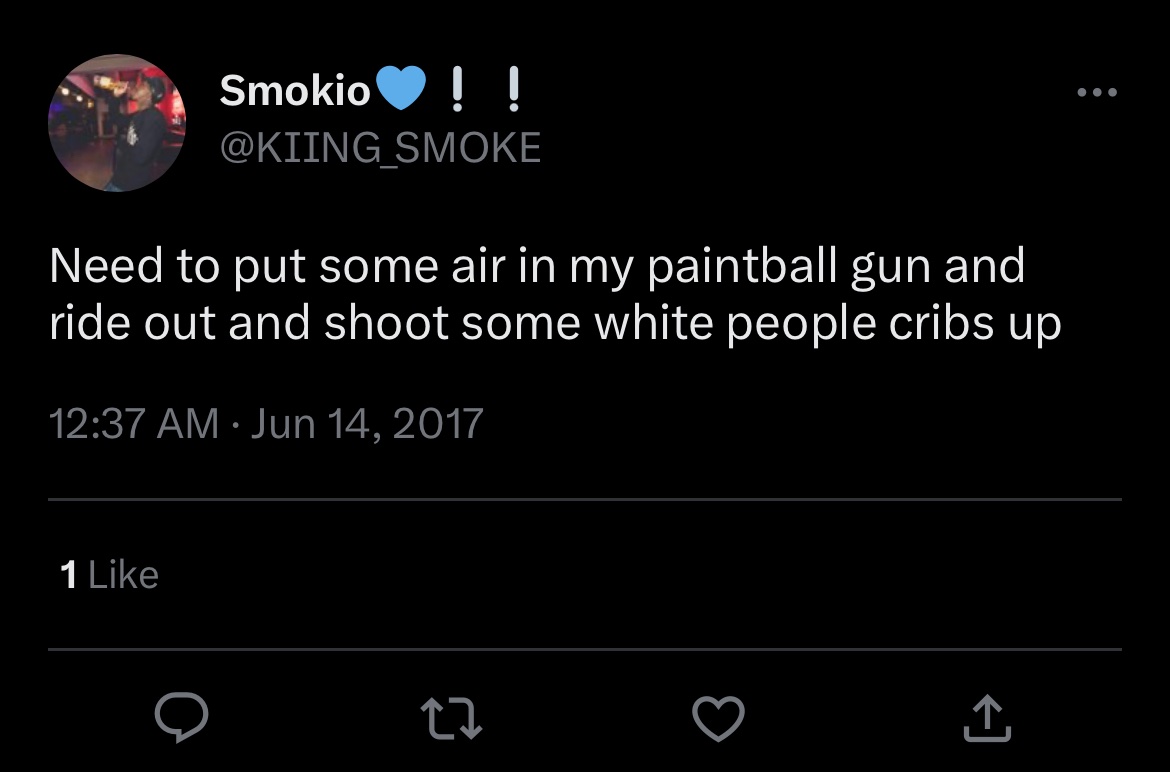 Smokio💙❕❕
@KIING_SMOKE
Need to put some air in my paintball gun and
ride out and shoot some white people cribs up
12:37 AM · Jun 14, 2017
1 Like